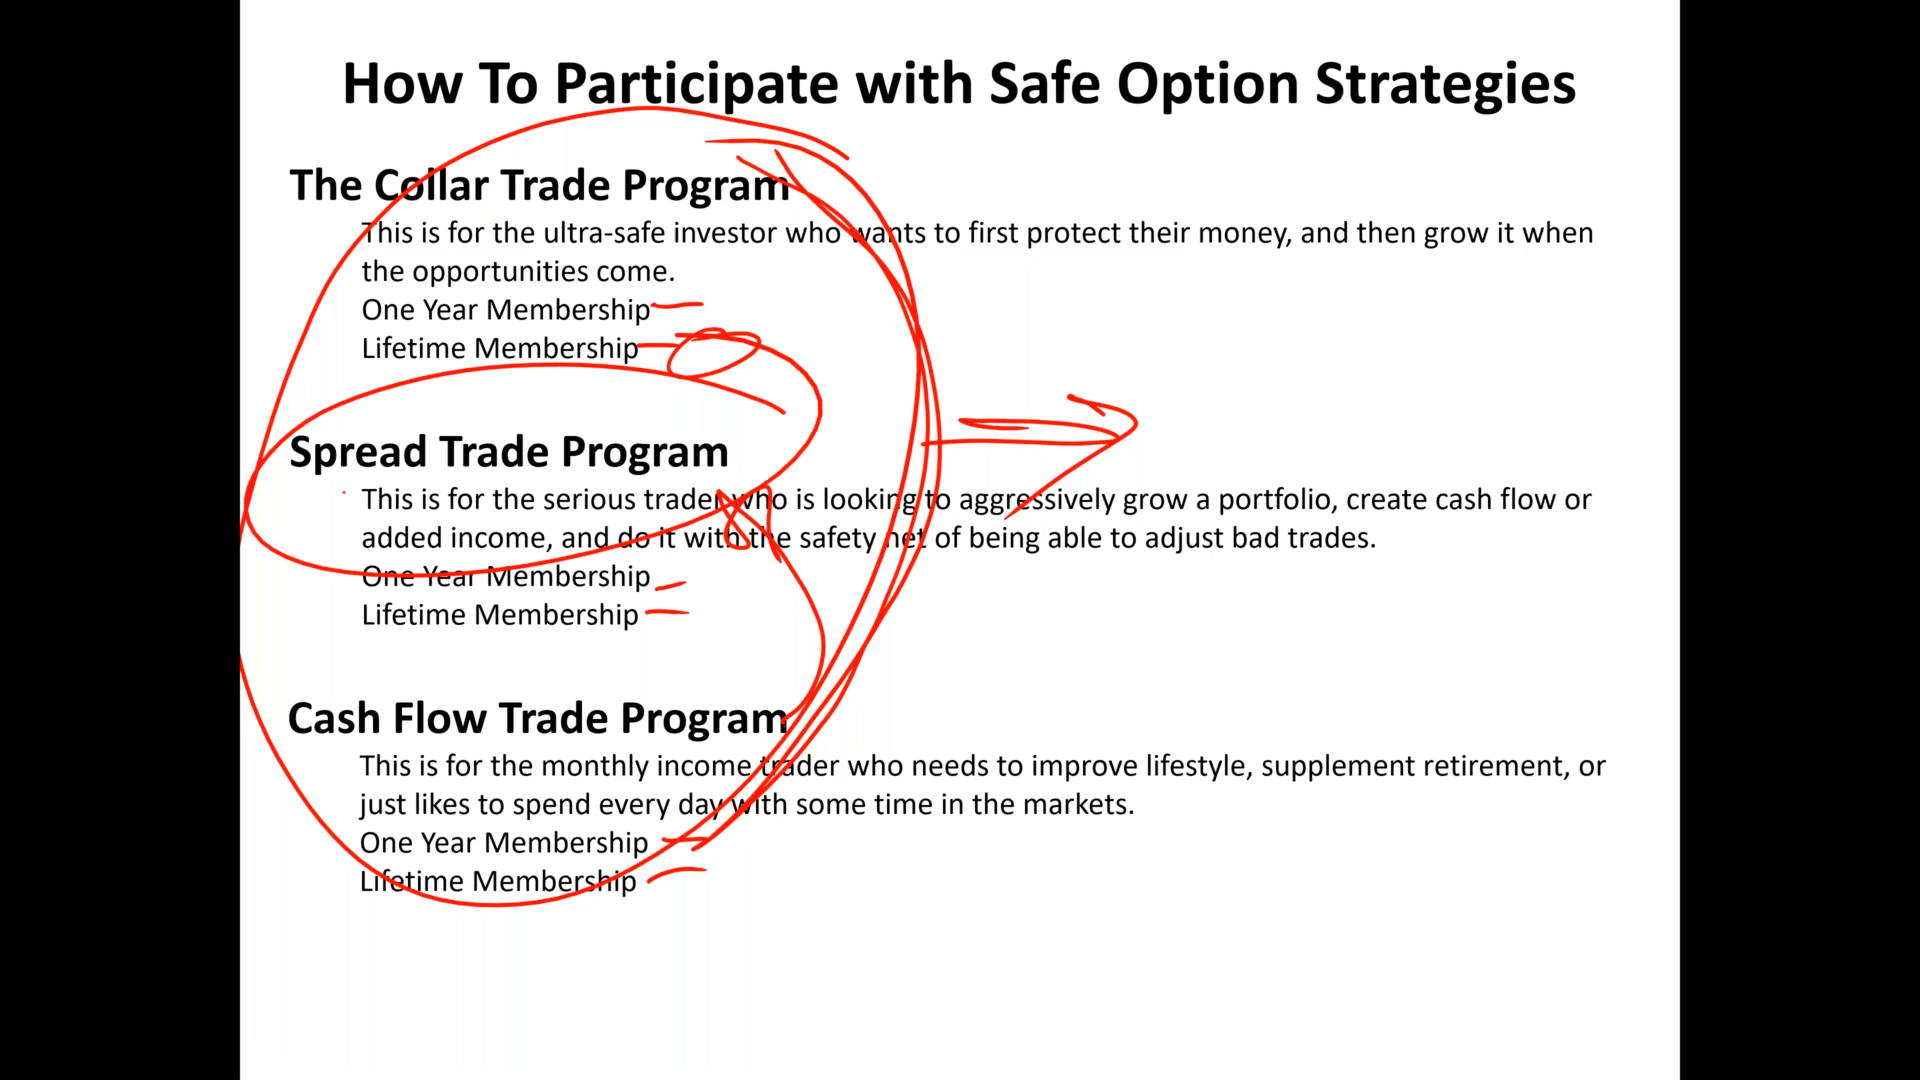 How To Participate with Safe Option Strategies
The Collar Trade Program
This is for the ultra-safe investor who wants to first protect their money, and then grow it when
the opportunities come.
One Year Membership
Lifetime Membership
Spread Trade Program
This is for the serious trader who is looking to aggressively grow a portfolio, create cash flow or
added income, and do it with the safety net of being able to adjust bad trades.
One Year Membership
Lifetime Membership
Cash Flow Trade Program
This is for the monthly income trader who needs to improve lifestyle, supplement retirement, or
just likes to spend every day with some time in the markets.
One Year Membership
Lifetime Membership